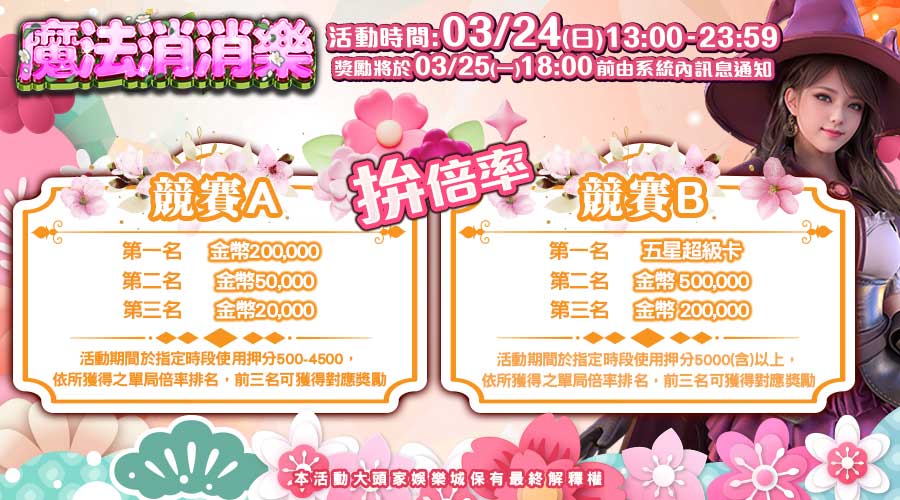 魔法消消樂
活動時間:03/24(日)13:00-23:59
獎勵將於03/25(一)18:00前由系統內訊息通知
拚倍率
競賽A
第一名 金幣200,000
第二名 金幣50,000
第三名 金幣20,000
活動期間於指定時段使用押分500-4500,
依所獲得之單局倍率排名,前三名可獲得對應獎勵
競賽B
第一名 五星超級卡
第二名 金幣 500,000
第三名 金幣 200,000
活動期間於指定時段使用押分5000(含)以上,
依所獲得之單局倍率排名,前三名可獲得對應獎勵
本活動大頭家娛樂城保有最終解釋權